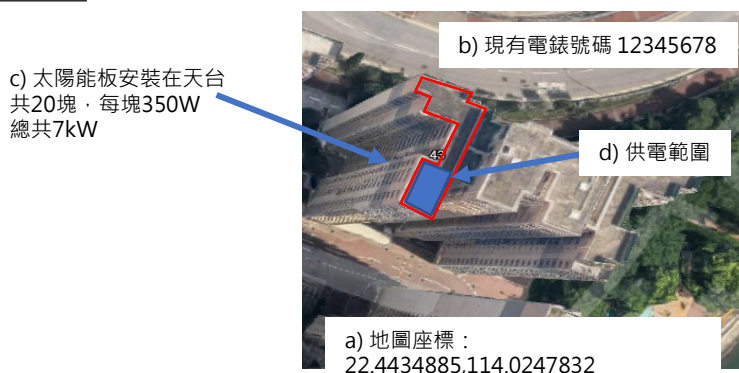 b) 現有電錶號碼 12345678
c) 太陽能板安裝在天台
共20塊，每塊350W
總共7kW
43
d) 供電範圍
a) 地圖座標：
22.4434885,114.0247832